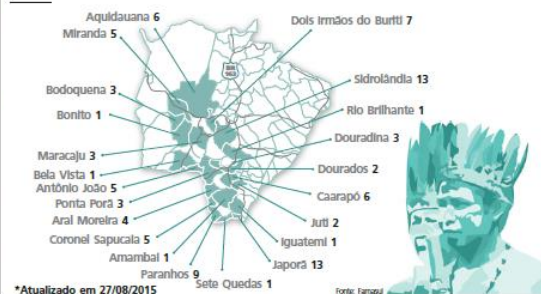 Aquidauana 6
Miranda 5
Bodoquena 3
Bonito 1
Maracaju 3
Bela Vista 1
Antônio João 5
Ponta Porã 3
Aral Moreira 4
Coronel Sapucaia 5
Amambai 1
Paranhos 9
Sete Quedas 1
Dois Irmãos do Buriti 7
Sidrolândia 13
Rio Brilhante 1
Douradina 3
Dourados 2
Caarapó 6
Juti 2
Iguatemi 1
Japorã 13
*Atualizado em 27/08/2015
Fonte: Famasul